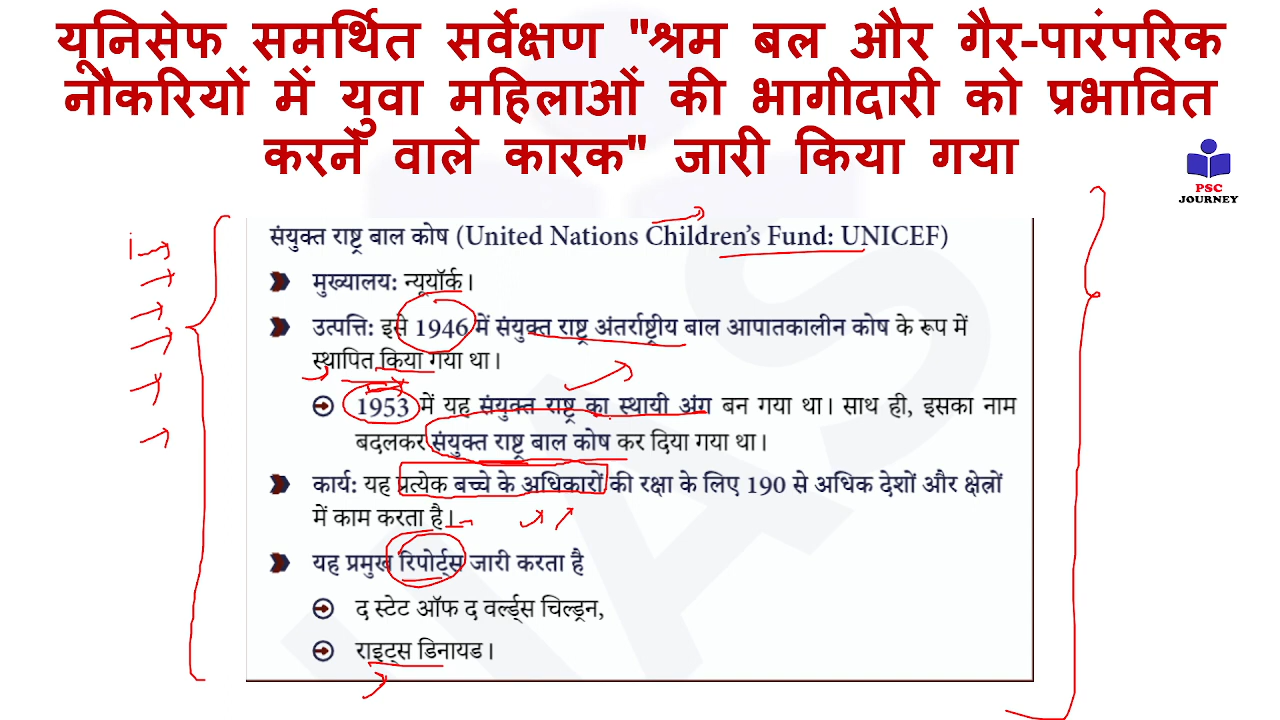 यूनिसेफ समर्थित सर्वेक्षण "श्रम बल और गैर-पारंपरिक
नौकरियों में युवा महिलाओं की भागीदारी को प्रभावित
करने वाले कारक" जारी किया गया
PSC
JOURNEY
संयुक्त राष्ट्र बाल कोष (United Nations Children's Fund: UNICEF)
मुख्यालय: न्यूयॉर्क।
उत्पत्ति: इसे 1946 में संयुक्त राष्ट्र अंतर्राष्ट्रीय बाल आपातकालीन कोष के रूप में
स्थापित किया गया था।
1953 में यह संयुक्त राष्ट्र का स्थायी अंग बन गया था। साथ ही, इसका नाम
बदलकर संयुक्त राष्ट्र बाल कोष कर दिया गया था।
कार्य: यह प्रत्येक बच्चे के अधिकारों की रक्षा के लिए 190 से अधिक देशों और क्षेत्रों
में काम करता है।
यह प्रमुख रिपोर्ट्स जारी करता है
द स्टेट ऑफ द वर्ल्ड्स चिल्ड्रन,
राइट्स डिनायड।